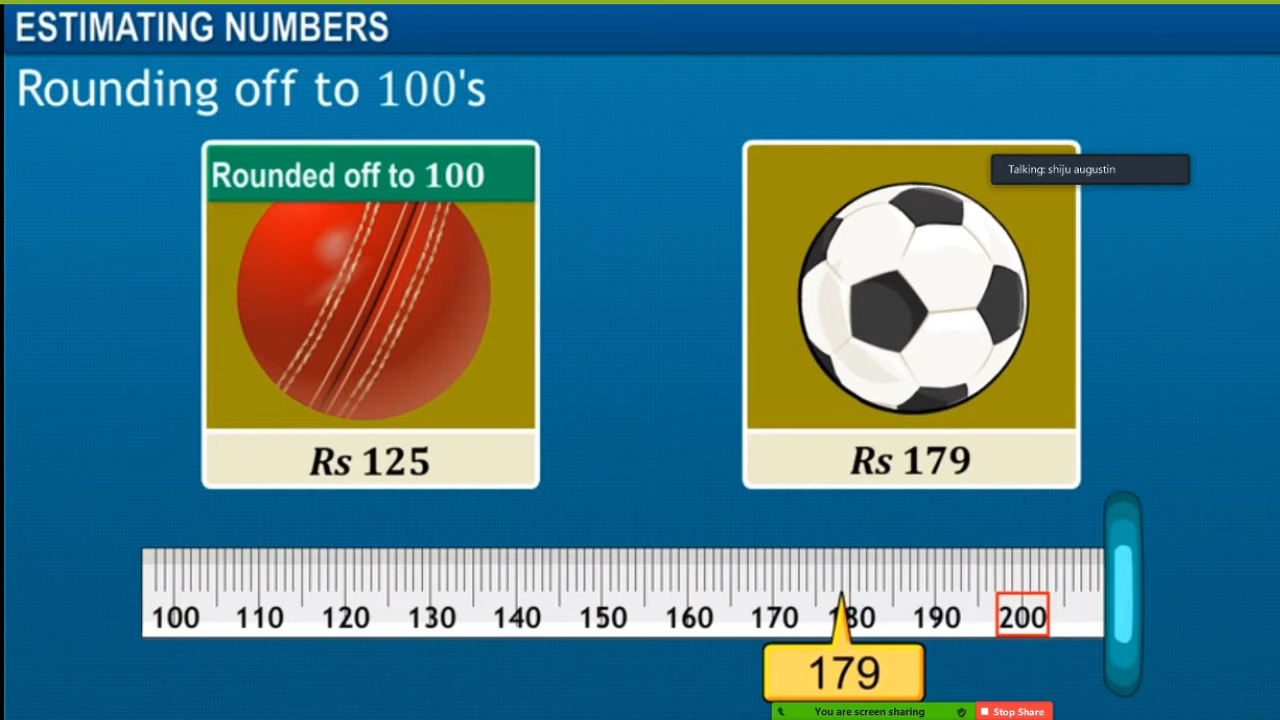 ESTIMATING NUMBERS
Rounding off to 100's
Rounded off to 100
Talking: shiju augustin
Rs 125
Rs 179
100 110 120 130 140 150 160 170 180 190 200
179
You are screen sharing
Stop Share